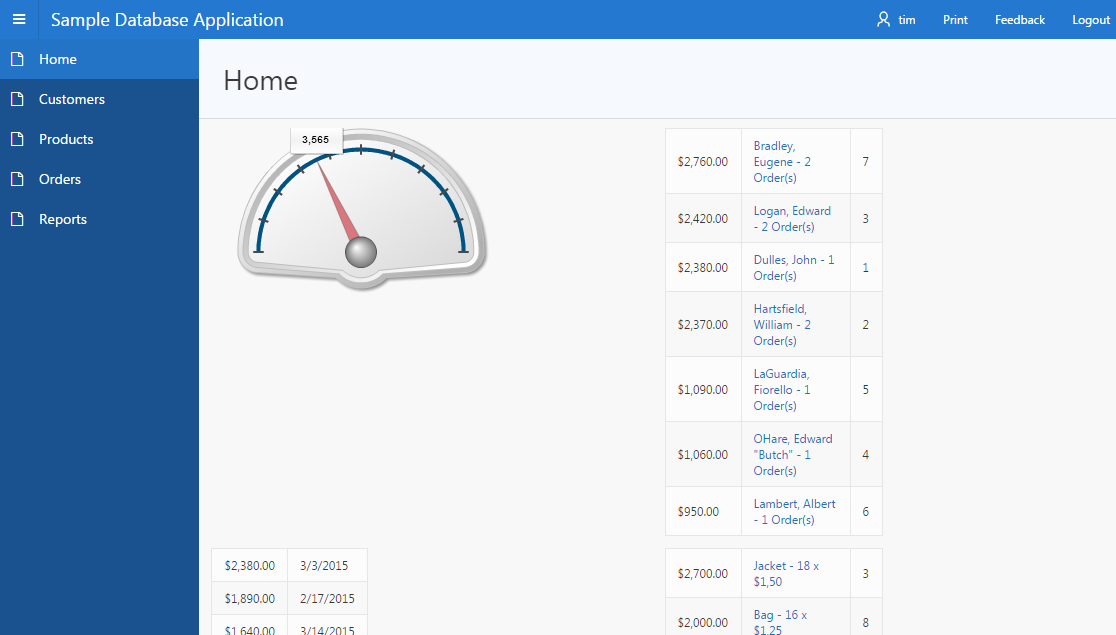 Sample Database Application
tim
Print
Feedback
Logout
Home
Customers
Products
Orders
Reports
Home
3,565
$2,760.00
Bradley,
Eugene - 2
Order(s)
7
$2,420.00
Logan, Edward
- 2 Order(s)
3
$2,380.00
Dulles, John - 1
Order(s)
1
$2,370.00
Hartsfield,
William - 2
Order(s)
2
$1,090.00
LaGuardia,
Fiorello - 1
Order(s)
5
$1,060.00
OHare, Edward
"Butch" - 1
Order(s)
4
$950.00
Lambert, Albert
- 1 Order(s)
6
$2,380.00
3/3/2015
$1,890.00
2/17/2015
$1,640.00
3/14/2015
$2,700.00
Jacket - 18 x
$1,50
3
$2,000.00
Bag - 16 x
$1,25
8